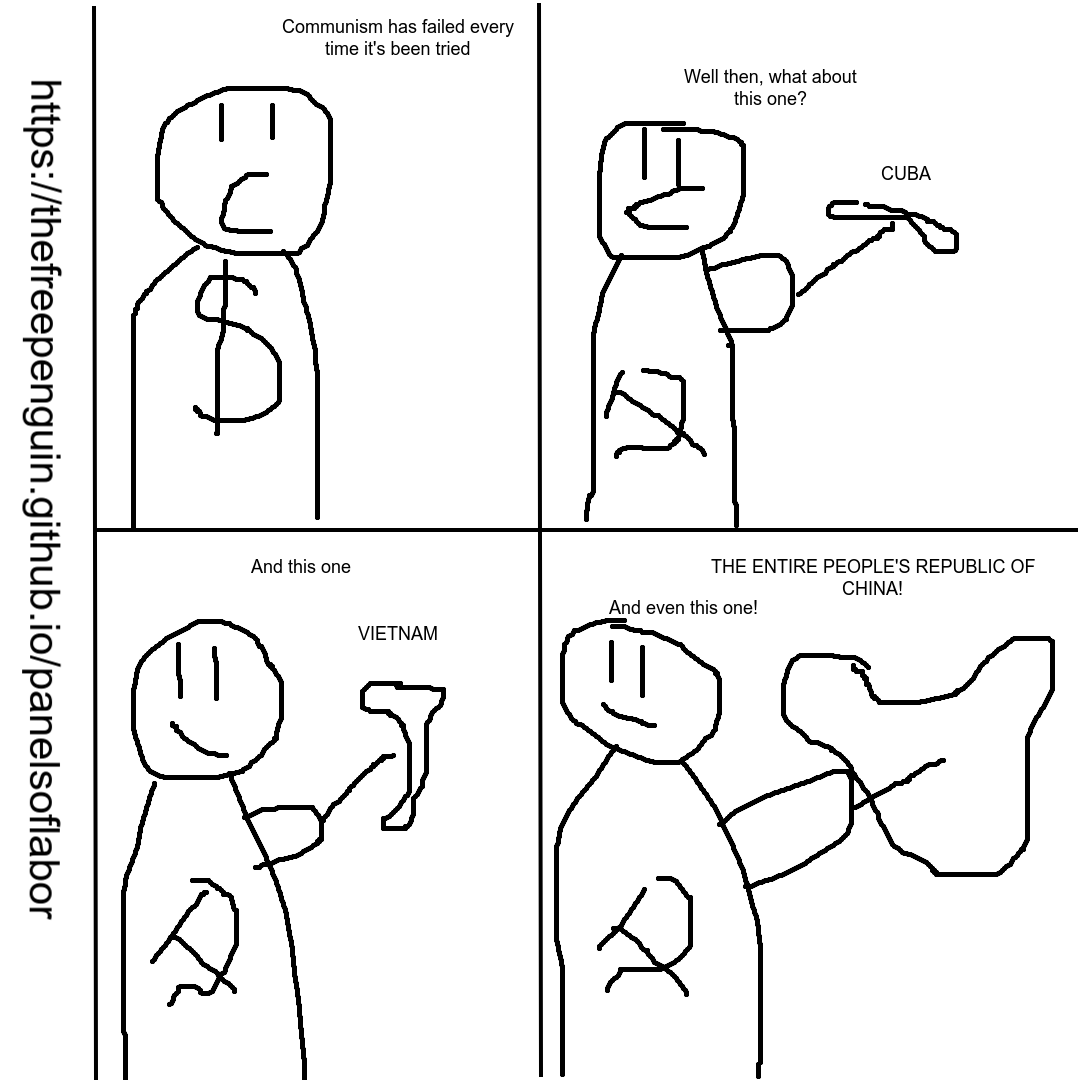 https://thefreepenguin.github.io/panelsoflabor
Communism has failed every
time it's been tried
Well then, what about
this one?
CUBA
And this one
VIETNAM
THE ENTIRE PEOPLE'S REPUBLIC OF
CHINA!
And even this one!